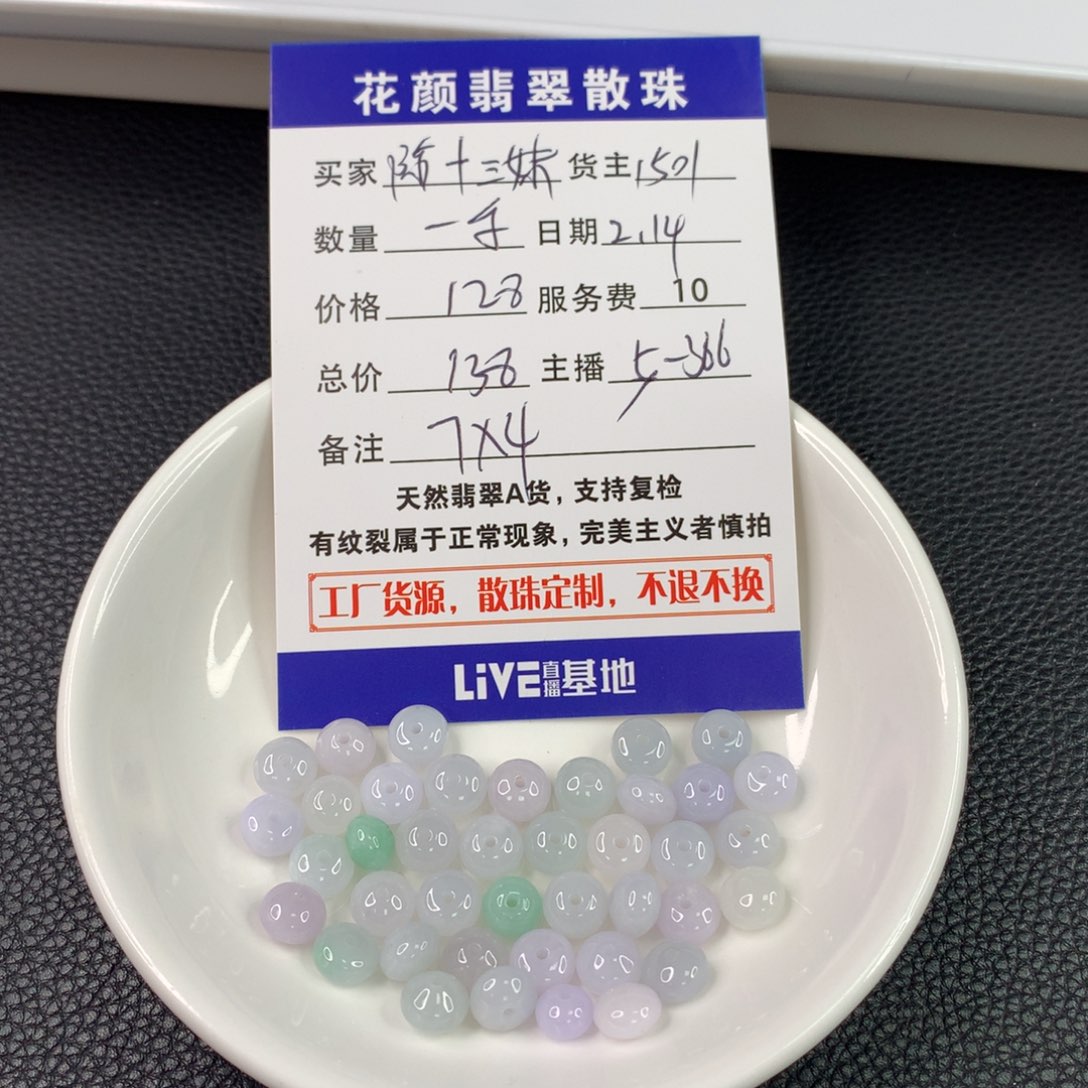 花颜翡翠散珠
买家 陈十三妹 货主 1501
数量 一手 日期 2.14
价格 128 服务费 10
总价 138 主播 5-366
备注 7X4
天然翡翠A货，支持复检
有纹裂属于正常现象，完美主义者慎拍
工厂货源，散珠定制，不退不换
LiVE直播基地